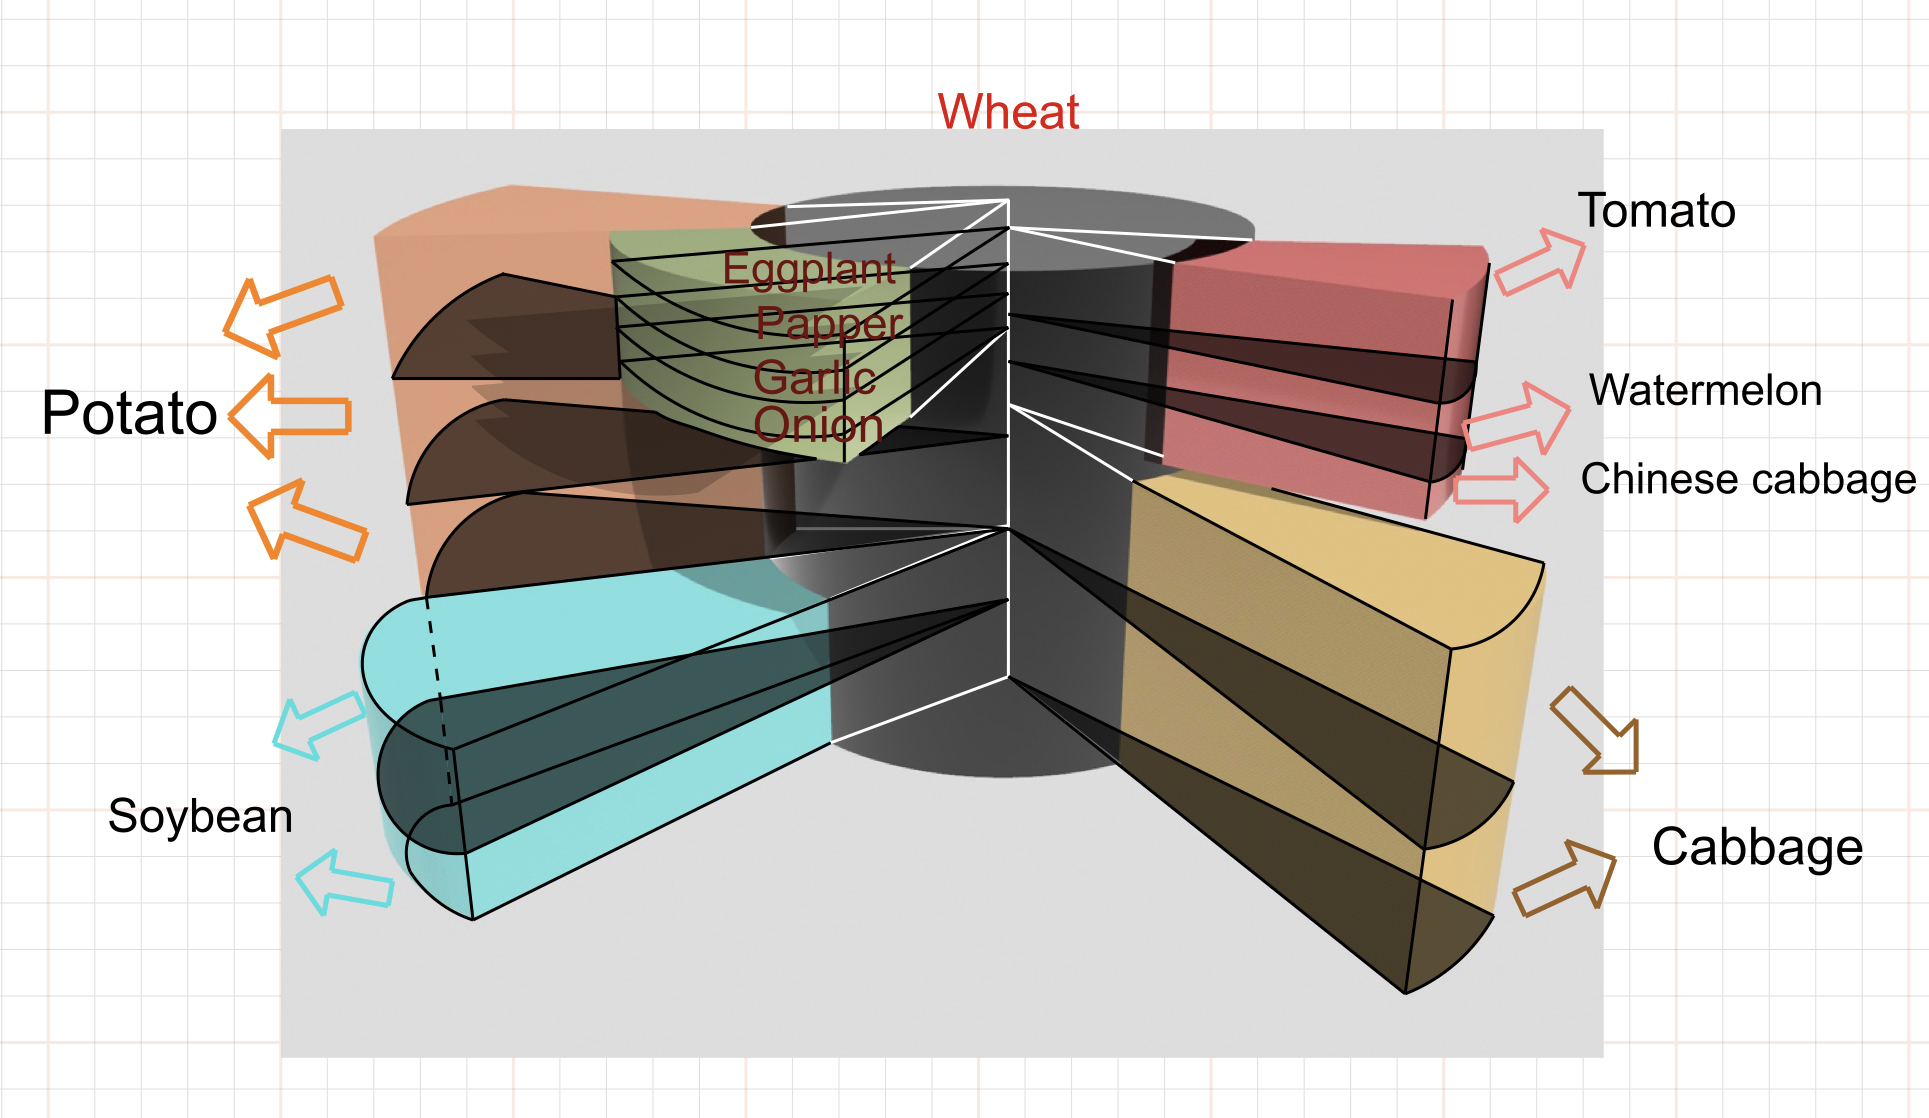 Wheat
Tomato
Eggplant
Papper
Garlic
Onion
Watermelon
Potato
Chinese cabbage
Soybean
Cabbage